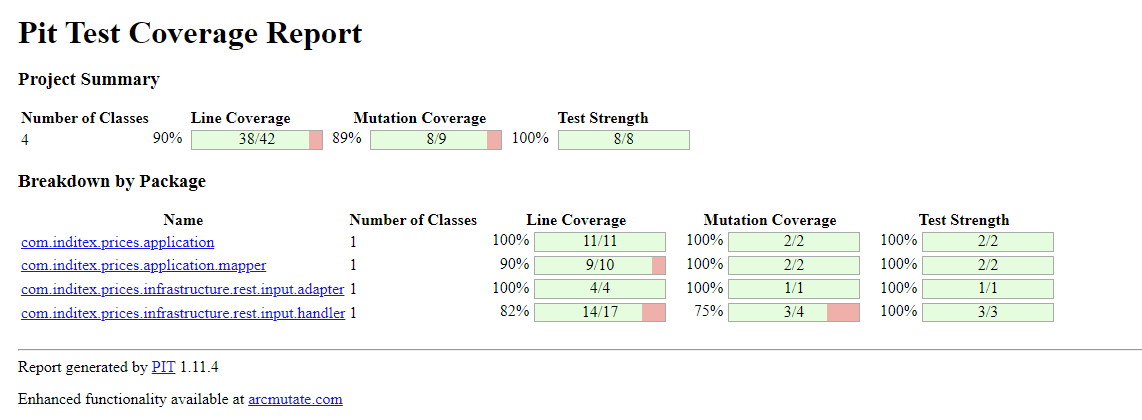 Pit Test Coverage Report
Project Summary
Number of Classes Line Coverage Mutation Coverage Test Strength
4 90% 38/42 89% 8/9 100% 8/8
Breakdown by Package
Name Number of Classes Line Coverage Mutation Coverage Test Strength
com.inditex.prices.application 1 100% 11/11 100% 2/2 100% 2/2
com.inditex.prices.application.mapper 1 90% 9/10 100% 2/2 100% 2/2
com.inditex.prices.infrastructure.rest.input.adapter 1 100% 4/4 100% 1/1 100% 1/1
com.inditex.prices.infrastructure.rest.input.handler 1 82% 14/17 75% 3/4 100% 3/3
Report generated by PIT 1.11.4
Enhanced functionality available at arcmutate.com